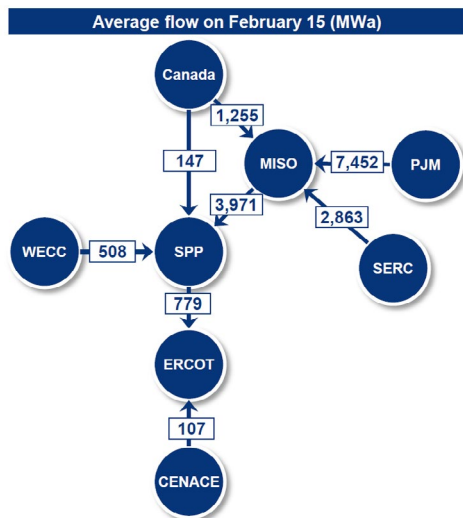 Average flow on February 15 (MWa)
Canada
1,255
147
MISO
7,452
PJM
3,971
2,863
WECC
508
SPP
SERC
779
ERCOT
107
CENACE